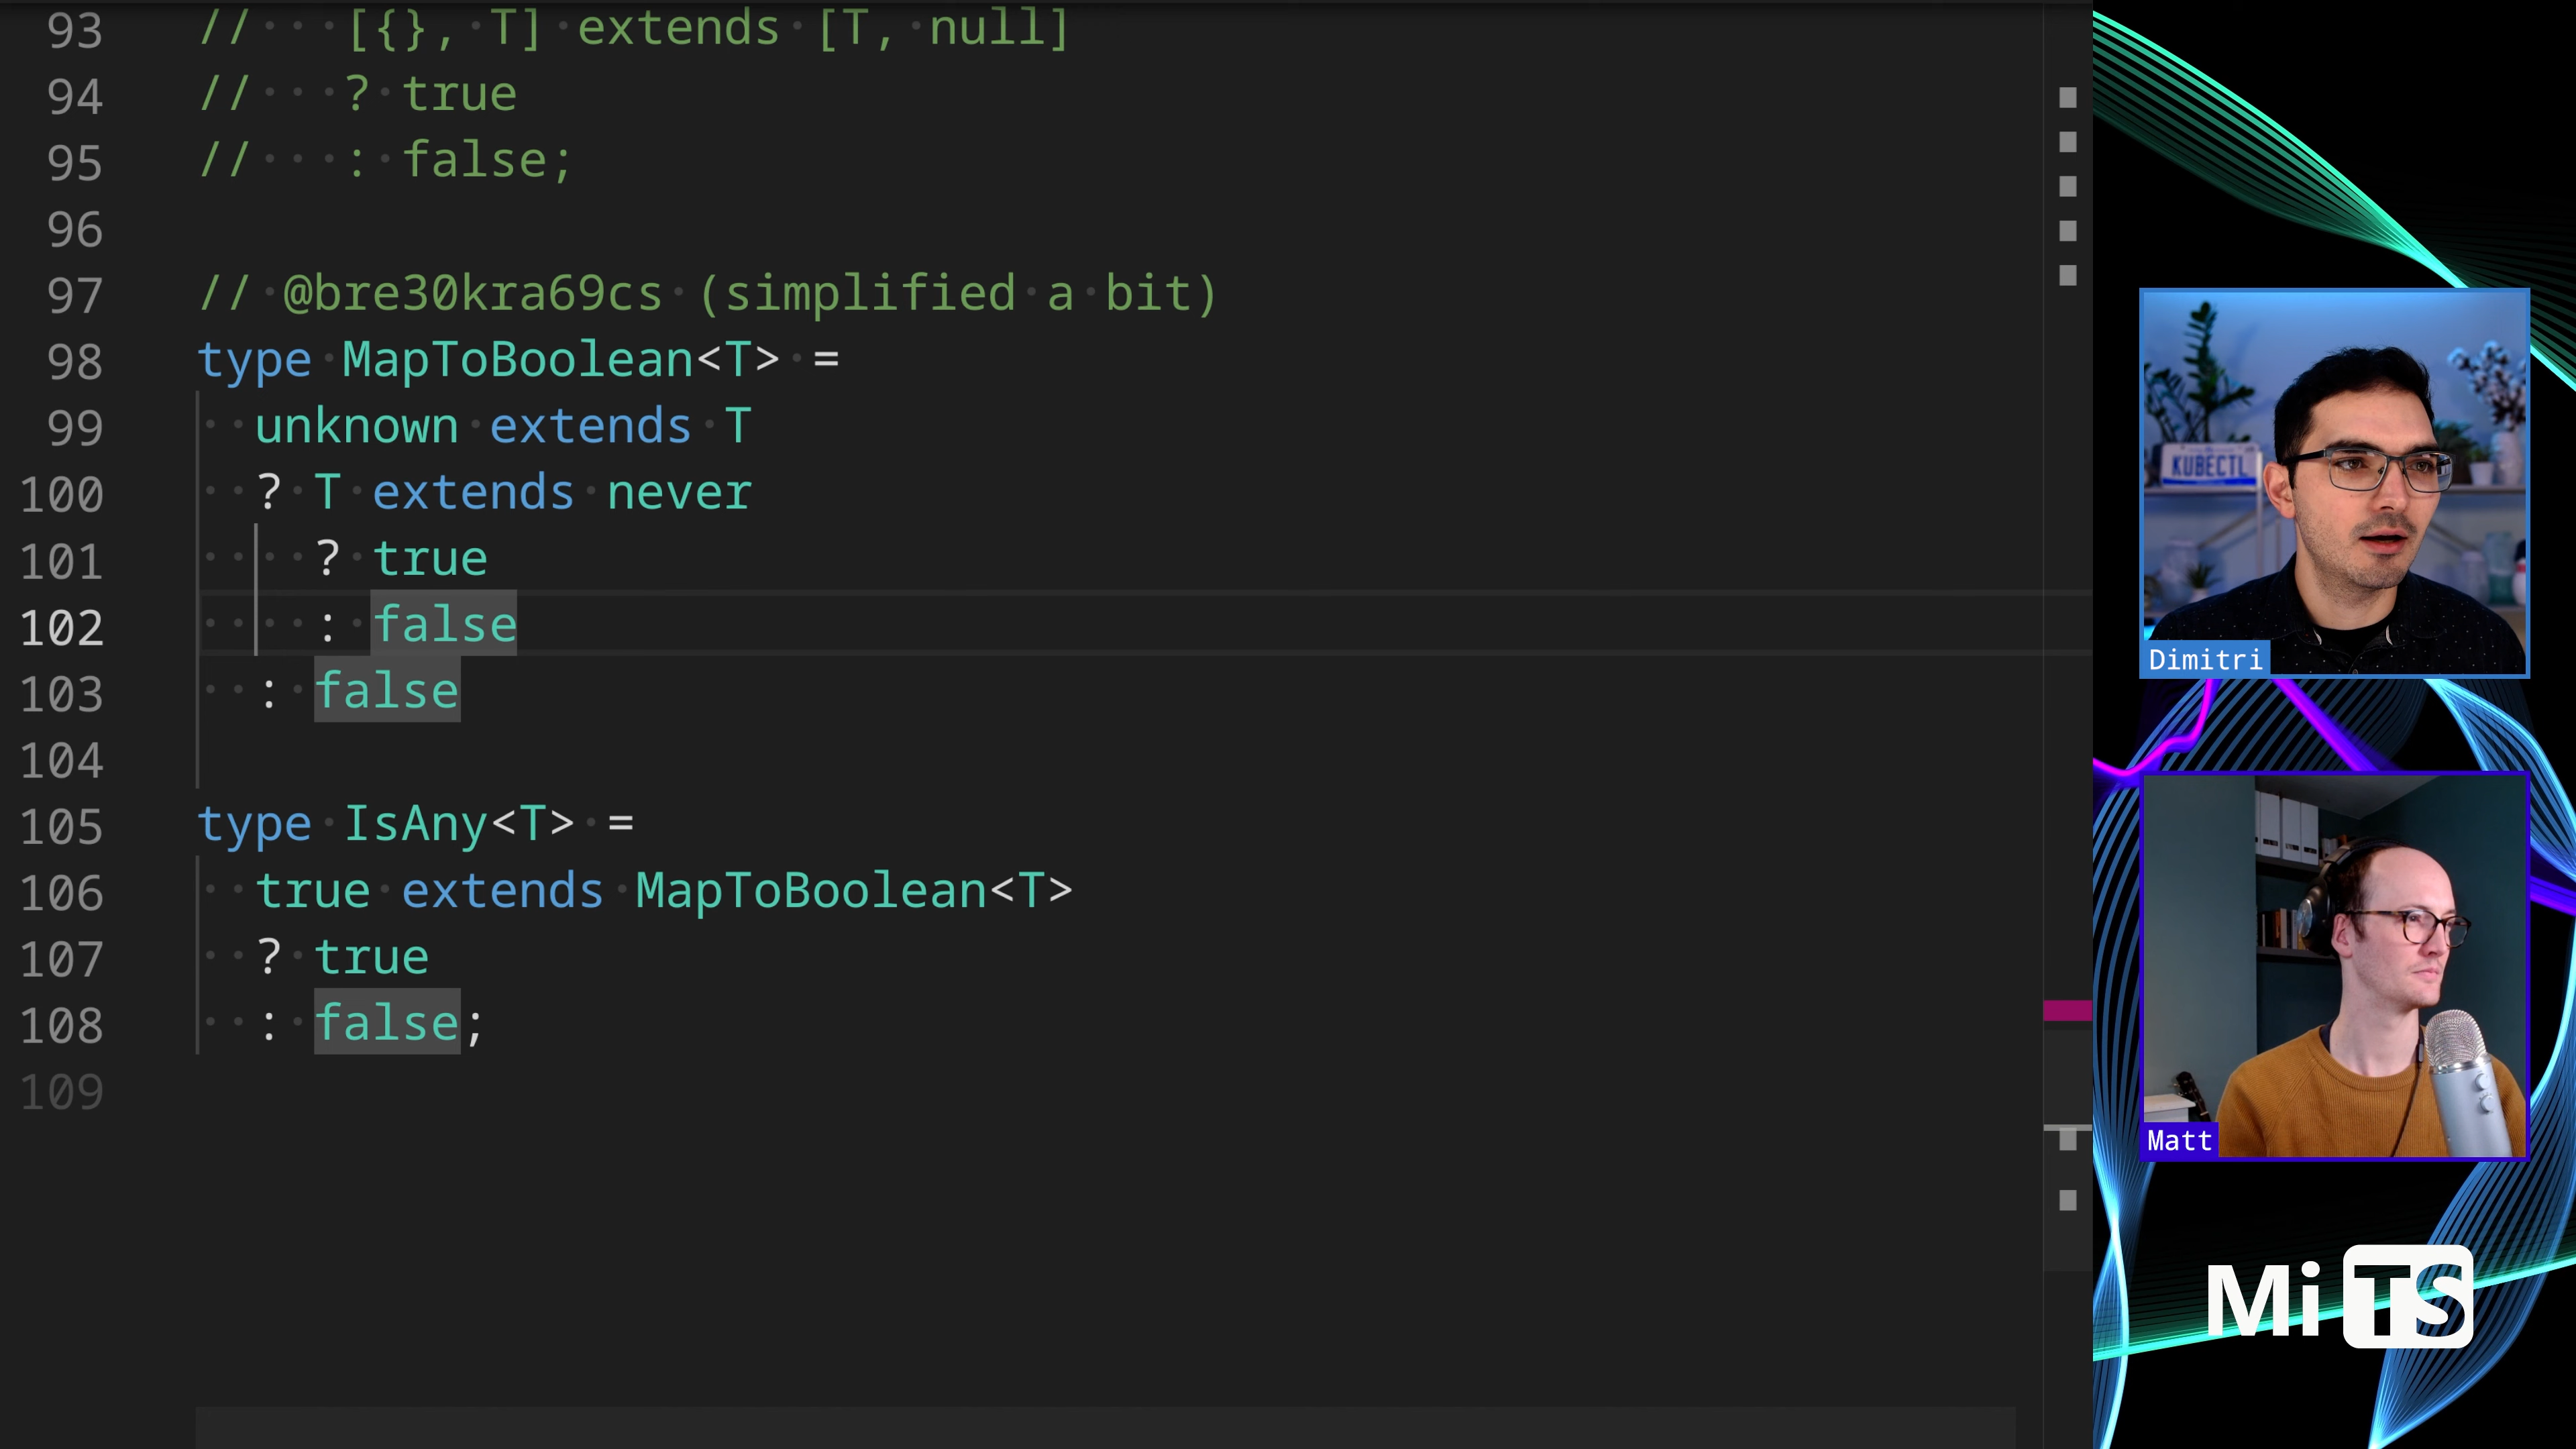 93 //   [{}, T] extends [T, null]
94 //   ? true
95 //   : false;
96
97 // @bre30kra69cs (simplified a bit)
98 type MapToBoolean<T> =
99   unknown extends T
100   ? T extends never
101     ? true
102     : false
103   : false
104
105 type IsAny<T> =
106   true extends MapToBoolean<T>
107   ? true
108   : false;
109
KUBECTL
Dimitri
Matt
Mi TS